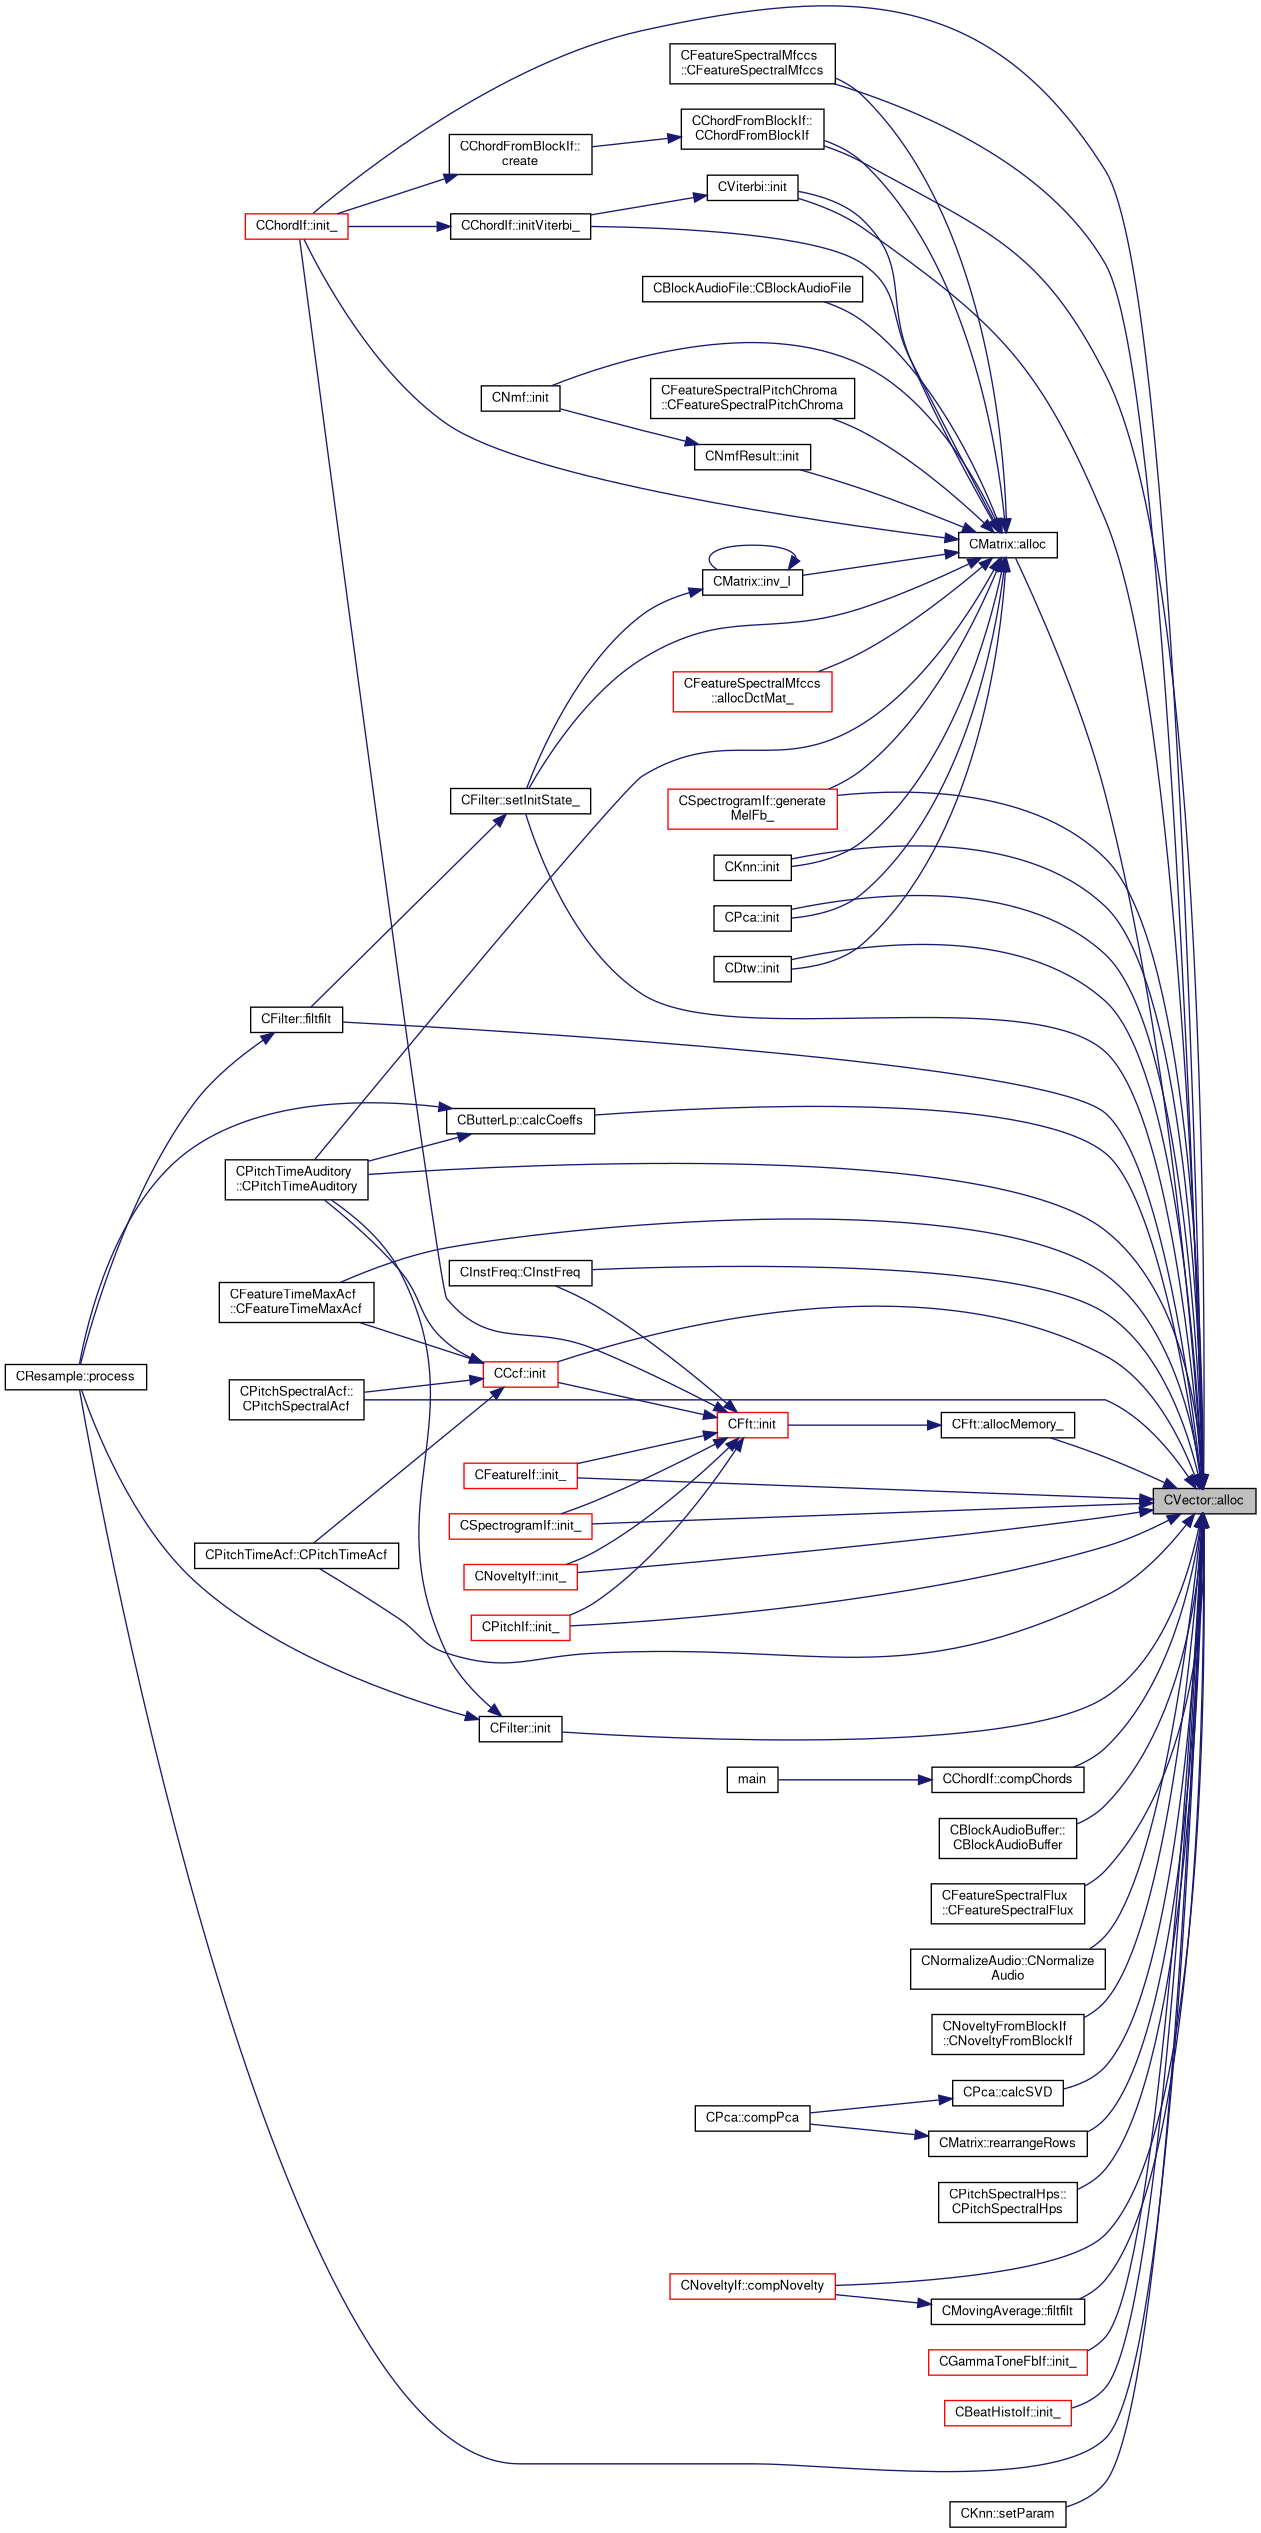 CFeatureSpectralMfccs
::CFeatureSpectralMfccs
CChordFromBlockIf::
CChordFromBlockIf
CChordFromBlockIf::
create
CViterbi::init
CChordIf::init_
CChordIf::initViterbi_
CBlockAudioFile::CBlockAudioFile
CNmf::init
CFeatureSpectralPitchChroma
::CFeatureSpectralPitchChroma
CNmfResult::init
CMatrix::alloc
CMatrix::inv_I
CFeatureSpectralMfccs
::allocDctMat_
CFilter::setInitState_
CSpectrogramIf::generate
MelFb_
CKnn::init
CPca::init
CDtw::init
CFilter::filtfilt
CButterLp::calcCoeffs
CPitchTimeAuditory
::CPitchTimeAuditory
CInstFreq::CInstFreq
CFeatureTimeMaxAcf
::CFeatureTimeMaxAcf
CResample::process
CCcf::init
CPitchSpectralAcf::
CPitchSpectralAcf
CFft::init
CFft::allocMemory_
CFeatureIf::init_
CVector::alloc
CSpectrogramIf::init_
CPitchTimeAcf::CPitchTimeAcf
CNoveltyIf::init_
CPitchIf::init_
CFilter::init
main
CChordIf::compChords
CBlockAudioBuffer::
CBlockAudioBuffer
CFeatureSpectralFlux
::CFeatureSpectralFlux
CNormalizeAudio::CNormalize
Audio
CNoveltyFromBlockIf
::CNoveltyFromBlockIf
CPca::calcSVD
CPca::compPca
CMatrix::rearrangeRows
CPitchSpectralHps::
CPitchSpectralHps
CNoveltyIf::compNovelty
CMovingAverage::filtfilt
CGammaToneFbIf::init_
CBeatHistoIf::init_
CKnn::setParam